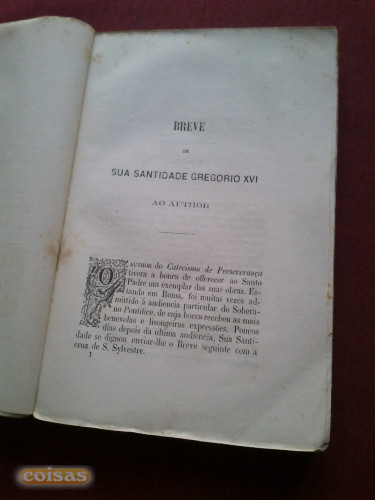 BREVE
DE
SUA SANTIDADE GREGORIO XVI
AO AUTHOR
O AUTHOR do Catecismo de Perseverança
tivera a honra de offerecer ao Santo
Padre um exemplar das suas obras. Es-
tando em Roma, foi muitas vezes ad-
mittido á audiencia particular do Sobera-
no Pontifice, de cuja bocca recebeu as mais
benevolas e lisongeiras expressões. Poucos
dias depois da ultima audiencia, Sua Santi-
dade se dignou enviar-lhe o Breve seguinte com a
cruz de S. Sylvestre.
1
coisas